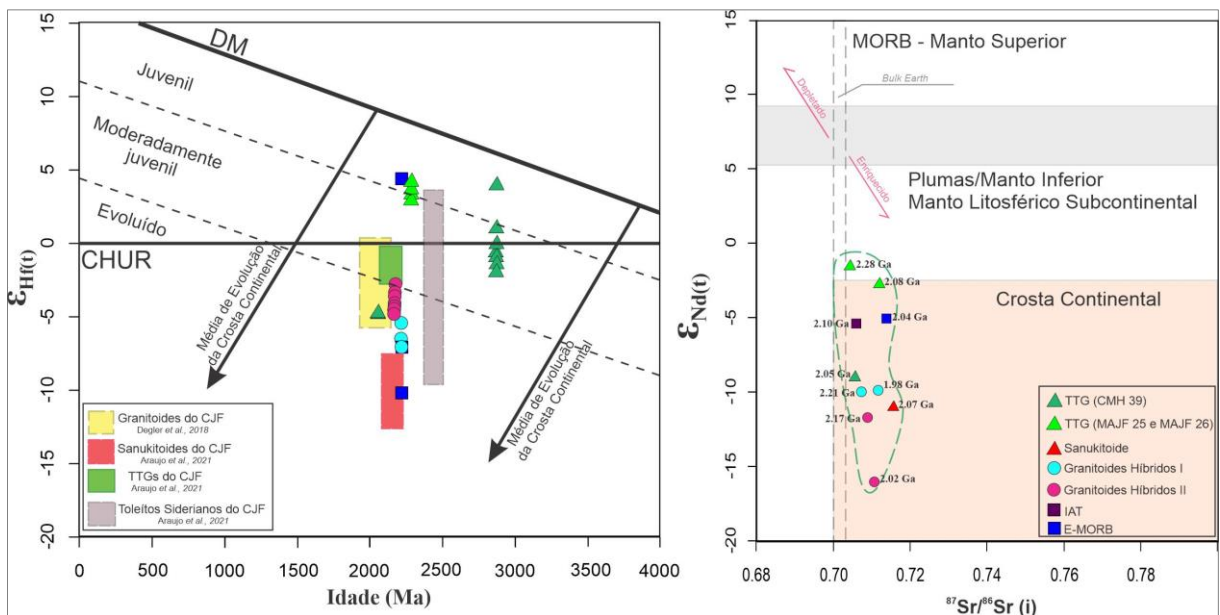 15
10
5
0
-5
-10
-15
-20
εHf(t)
DM
Juvenil
Moderadamente
juvenil
Evoluído
CHUR
Média de Evolução
da Crosta Continental
Média de Evolução
da Crosta Continental
Granitoides do CJF
Degler et al., 2018
Sanukitoides do CJF
Araujo et al., 2021
TTGs do CJF
Araujo et al., 2021
Toleítos Siderianos do CJF
Araujo et al., 2021
0 500 1000 1500 2000 2500 3000 3500 4000
Idade (Ma)
15
10
5
0
-5
-10
-15
-20
εNd(t)
MORB - Manto Superior
Bulk Earth
Depletado
Enriquecido
Plumas/Manto Inferior
Manto Litosférico Subcontinental
Crosta Continental
2.28 Ga
2.08 Ga
2.10 Ga
2.04 Ga
2.05 Ga
2.21 Ga
1.98 Ga
2.07 Ga
2.17 Ga
2.02 Ga
TTG (CMH 39)
TTG (MAJF 25 e MAJF 26)
Sanukitoide
Granitoides Híbridos I
Granitoides Híbridos II
IAT
E-MORB
0.68 0.70 0.72 0.74 0.76 0.78
⁸⁷Sr/⁸⁶Sr (i)